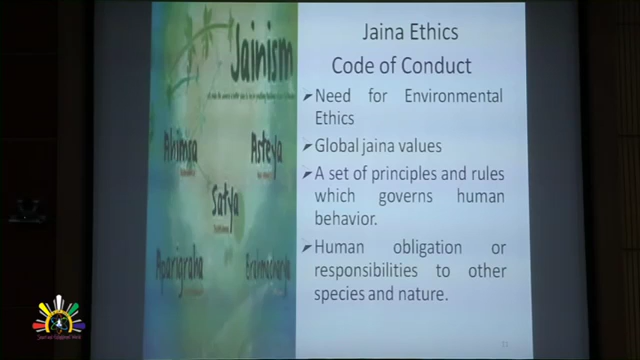 Jainism
Ahimsa
Asteya
Satya
Aparigraha
Brahmacharya
Jaina Ethics
Code of Conduct
Need for Environmental
Ethics
Global jaina values
A set of principles and rules
which governs human
behavior.
Human obligation or
responsibilities to other
species and nature.